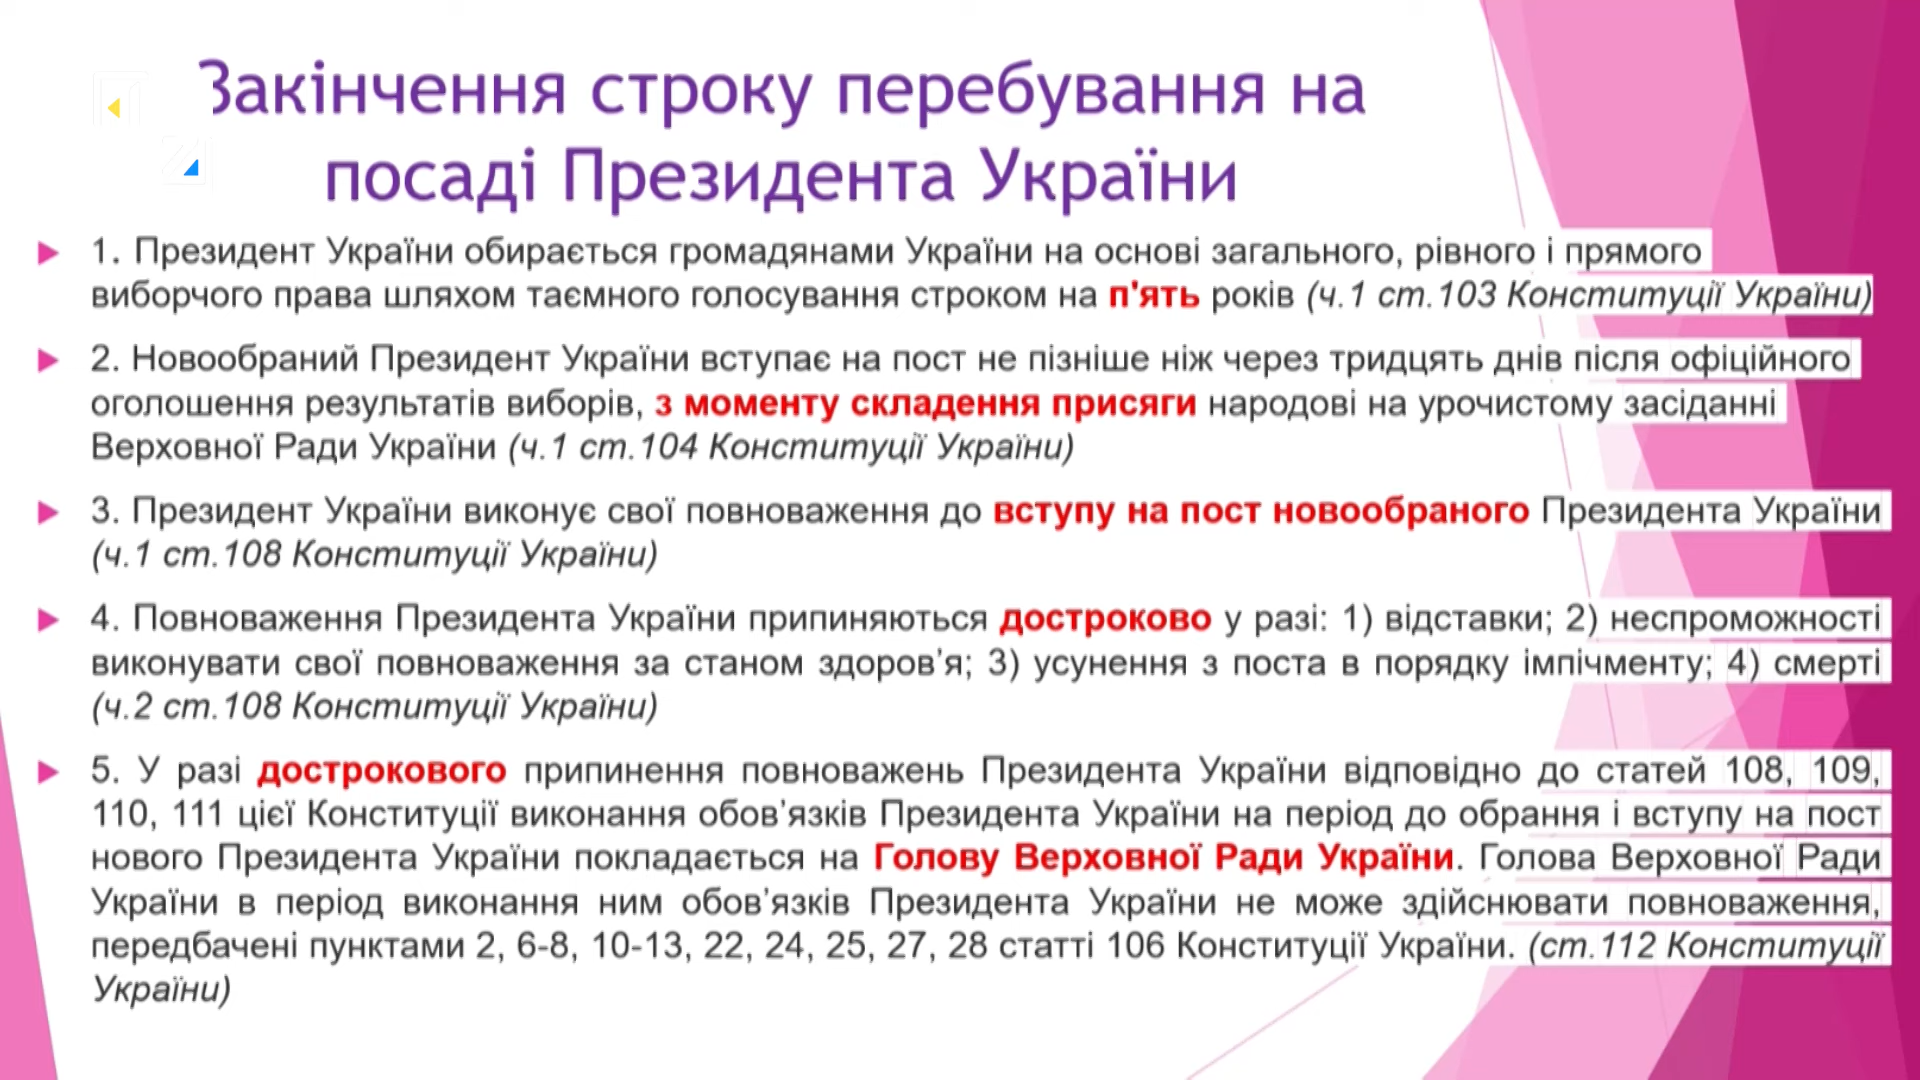 Закінчення строку перебування на
посаді Президента України
1. Президент України обирається громадянами України на основі загального, рівного і прямого
виборчого права шляхом таємного голосування строком на п'ять років (ч.1 ст.103 Конституції України)
2. Новообраний Президент України вступає на пост не пізніше ніж через тридцять днів після офіційного
оголошення результатів виборів, з моменту складення присяги народові на урочистому засіданні
Верховної Ради України (ч.1 ст.104 Конституції України)
3. Президент України виконує свої повноваження до вступу на пост новообраного Президента України
(ч.1 ст.108 Конституції України)
4. Повноваження Президента України припиняються достроково у разі: 1) відставки; 2) неспроможності
виконувати свої повноваження за станом здоров’я; 3) усунення з поста в порядку імпічменту; 4) смерті
(ч.2 ст.108 Конституції України)
5. У разі дострокового припинення повноважень Президента України відповідно до статей 108, 109,
110, 111 цієї Конституції виконання обов’язків Президента України на період до обрання і вступу на пост
нового Президента України покладається на Голову Верховної Ради України. Голова Верховної Ради
України в період виконання ним обов’язків Президента України не може здійснювати повноваження,
передбачені пунктами 2, 6-8, 10-13, 22, 24, 25, 27, 28 статті 106 Конституції України. (ст.112 Конституції
України)